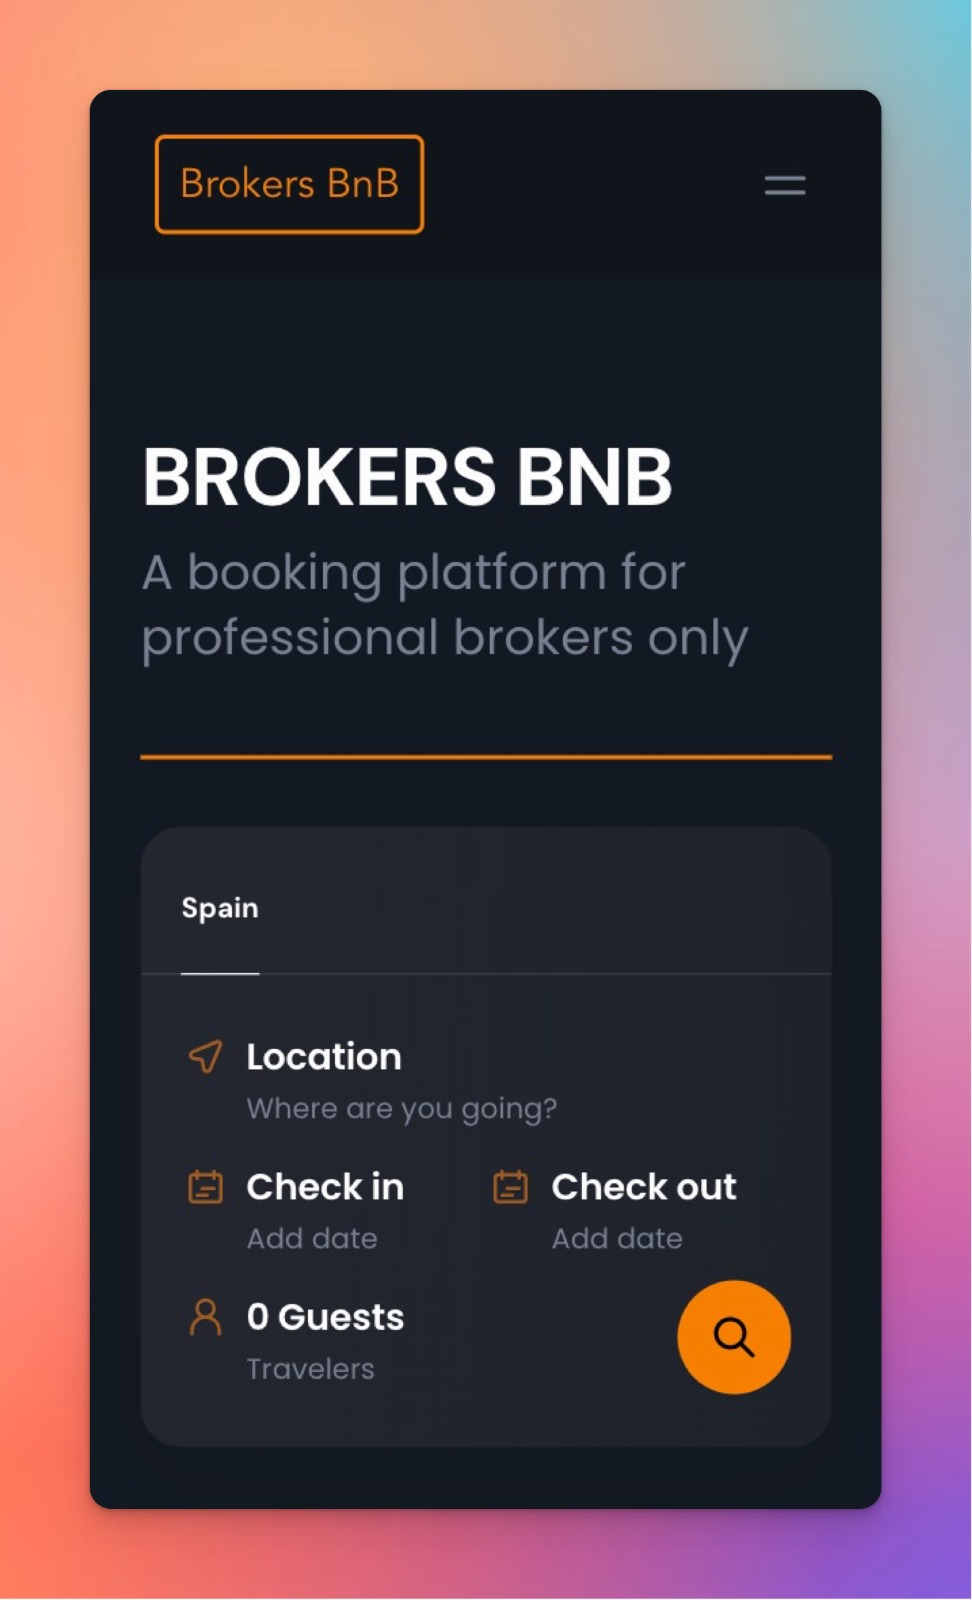 Brokers BnB
BROKERS BNB
A booking platform for
professional brokers only
Spain
Location
Where are you going?
Check in
Add date
Check out
Add date
0 Guests
Travelers